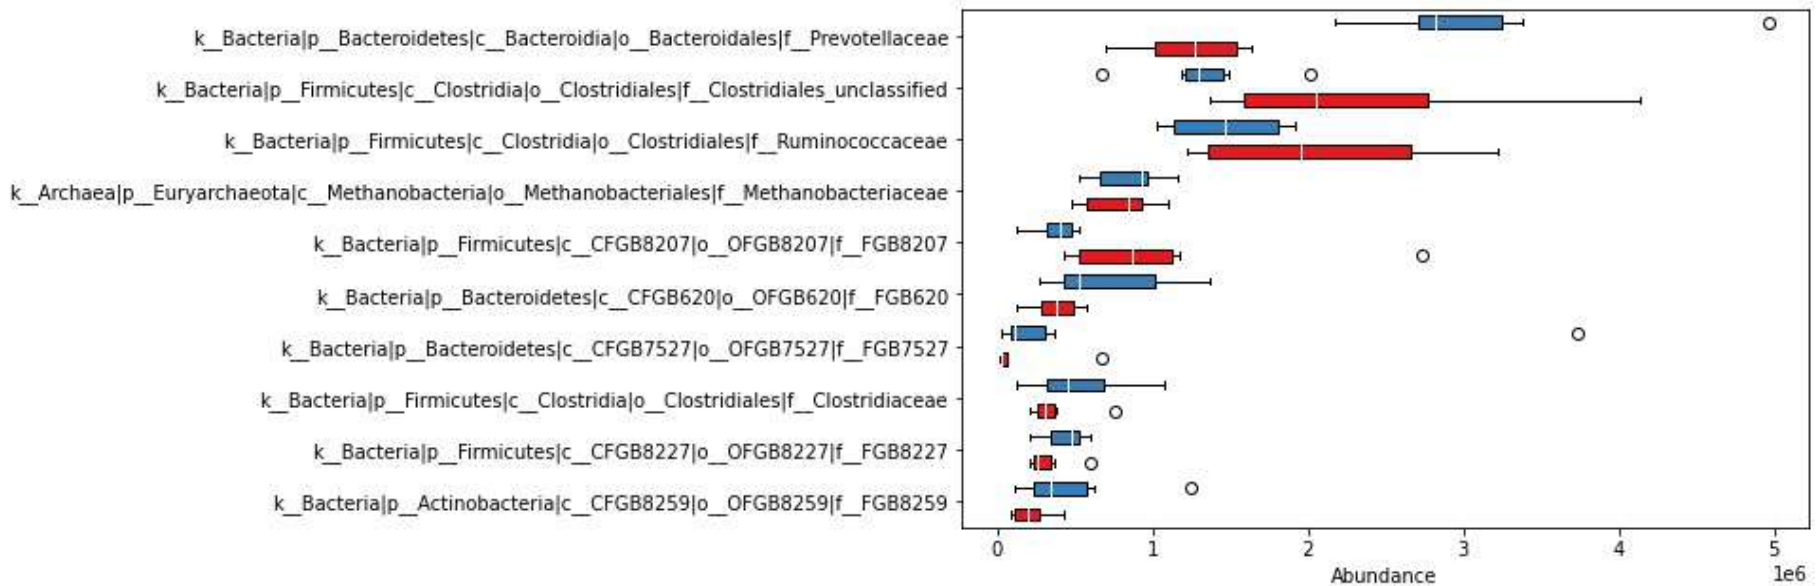 k__Bacteria|p__Bacteroidetes|c__Bacteroidia|o__Bacteroidales|f__Prevotellaceae
k__Bacteria|p__Firmicutes|c__Clostridia|o__Clostridiales|f__Clostridiales_unclassified
k__Bacteria|p__Firmicutes|c__Clostridia|o__Clostridiales|f__Ruminococcaceae
k__Archaea|p__Euryarchaeota|c__Methanobacteria|o__Methanobacteriales|f__Methanobacteriaceae
k__Bacteria|p__Firmicutes|c__CFGB8207|o__OFGB8207|f__FGB8207
k__Bacteria|p__Bacteroidetes|c__CFGB620|o__OFGB620|f__FGB620
k__Bacteria|p__Bacteroidetes|c__CFGB7527|o__OFGB7527|f__FGB7527
k__Bacteria|p__Firmicutes|c__Clostridia|o__Clostridiales|f__Clostridiaceae
k__Bacteria|p__Firmicutes|c__CFGB8227|o__OFGB8227|f__FGB8227
k__Bacteria|p__Actinobacteria|c__CFGB8259|o__OFGB8259|f__FGB8259
0 1 2 3 4 5
Abundance 1e6